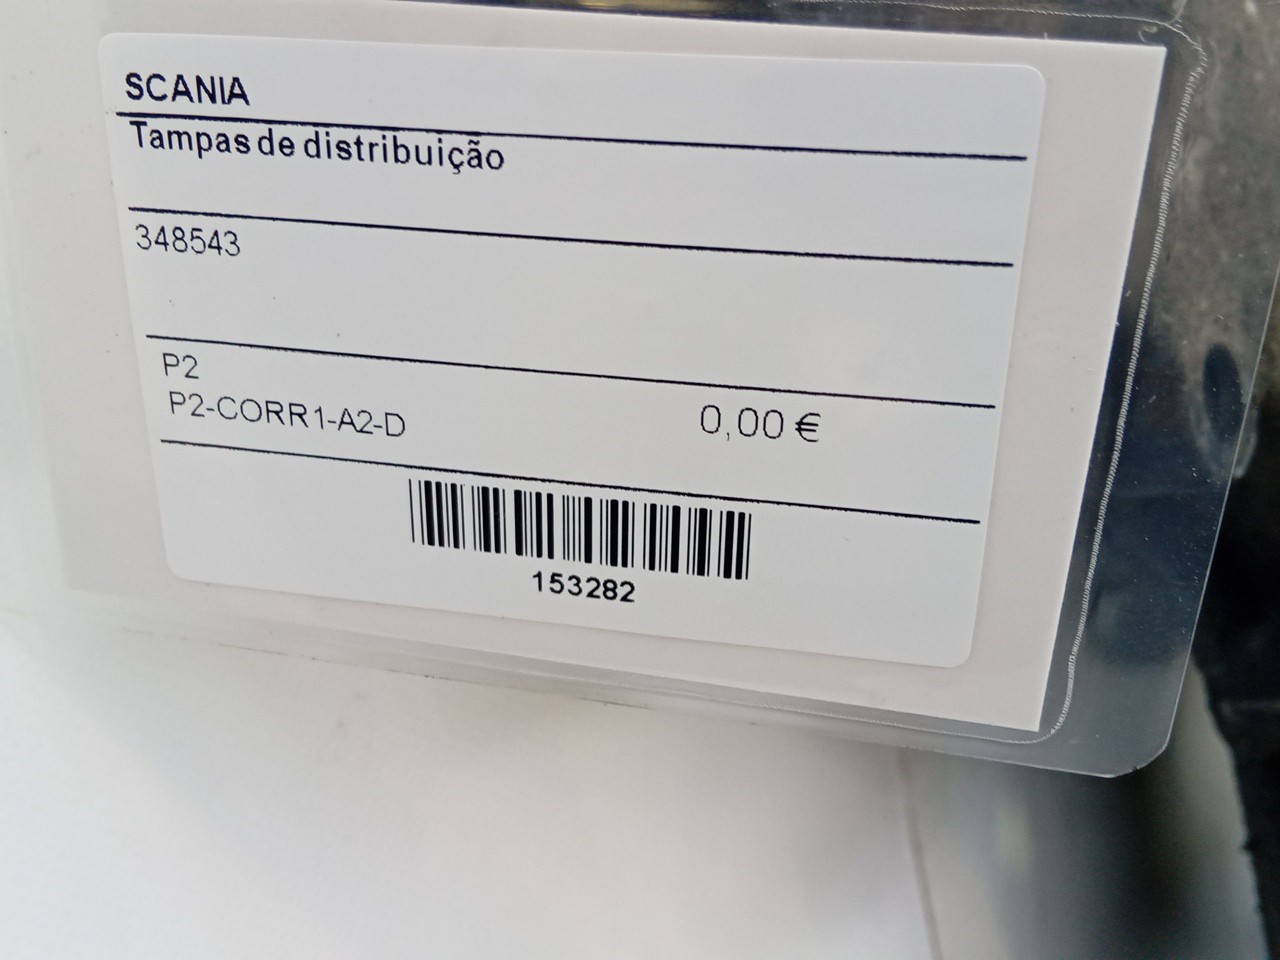 SCANIA
Tampas de distribuição
348543
P2
P2-CORR1-A2-D
0,00 €
153282